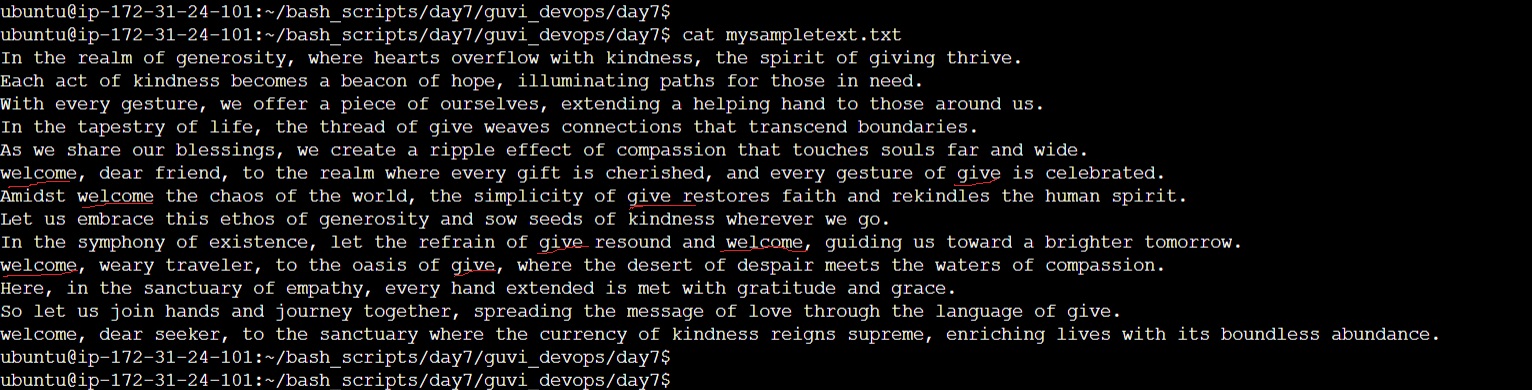 ubuntu@ip-172-31-24-101:~/bash_scripts/day7/guvi_devops/day7$
ubuntu@ip-172-31-24-101:~/bash_scripts/day7/guvi_devops/day7$ cat mysampletext.txt
In the realm of generosity, where hearts overflow with kindness, the spirit of giving thrive.
Each act of kindness becomes a beacon of hope, illuminating paths for those in need.
With every gesture, we offer a piece of ourselves, extending a helping hand to those around us.
In the tapestry of life, the thread of give weaves connections that transcend boundaries.
As we share our blessings, we create a ripple effect of compassion that touches souls far and wide.
welcome, dear friend, to the realm where every gift is cherished, and every gesture of give is celebrated.
Amidst welcome the chaos of the world, the simplicity of give restores faith and rekindles the human spirit.
Let us embrace this ethos of generosity and sow seeds of kindness wherever we go.
In the symphony of existence, let the refrain of give resound and welcome, guiding us toward a brighter tomorrow.
welcome, weary traveler, to the oasis of give, where the desert of despair meets the waters of compassion.
Here, in the sanctuary of empathy, every hand extended is met with gratitude and grace.
So let us join hands and journey together, spreading the message of love through the language of give.
welcome, dear seeker, to the sanctuary where the currency of kindness reigns supreme, enriching lives with its boundless abundance.
ubuntu@ip-172-31-24-101:~/bash_scripts/day7/guvi_devops/day7$
ubuntu@ip-172-31-24-101:~/bash_scripts/day7/guvi_devops/day7$